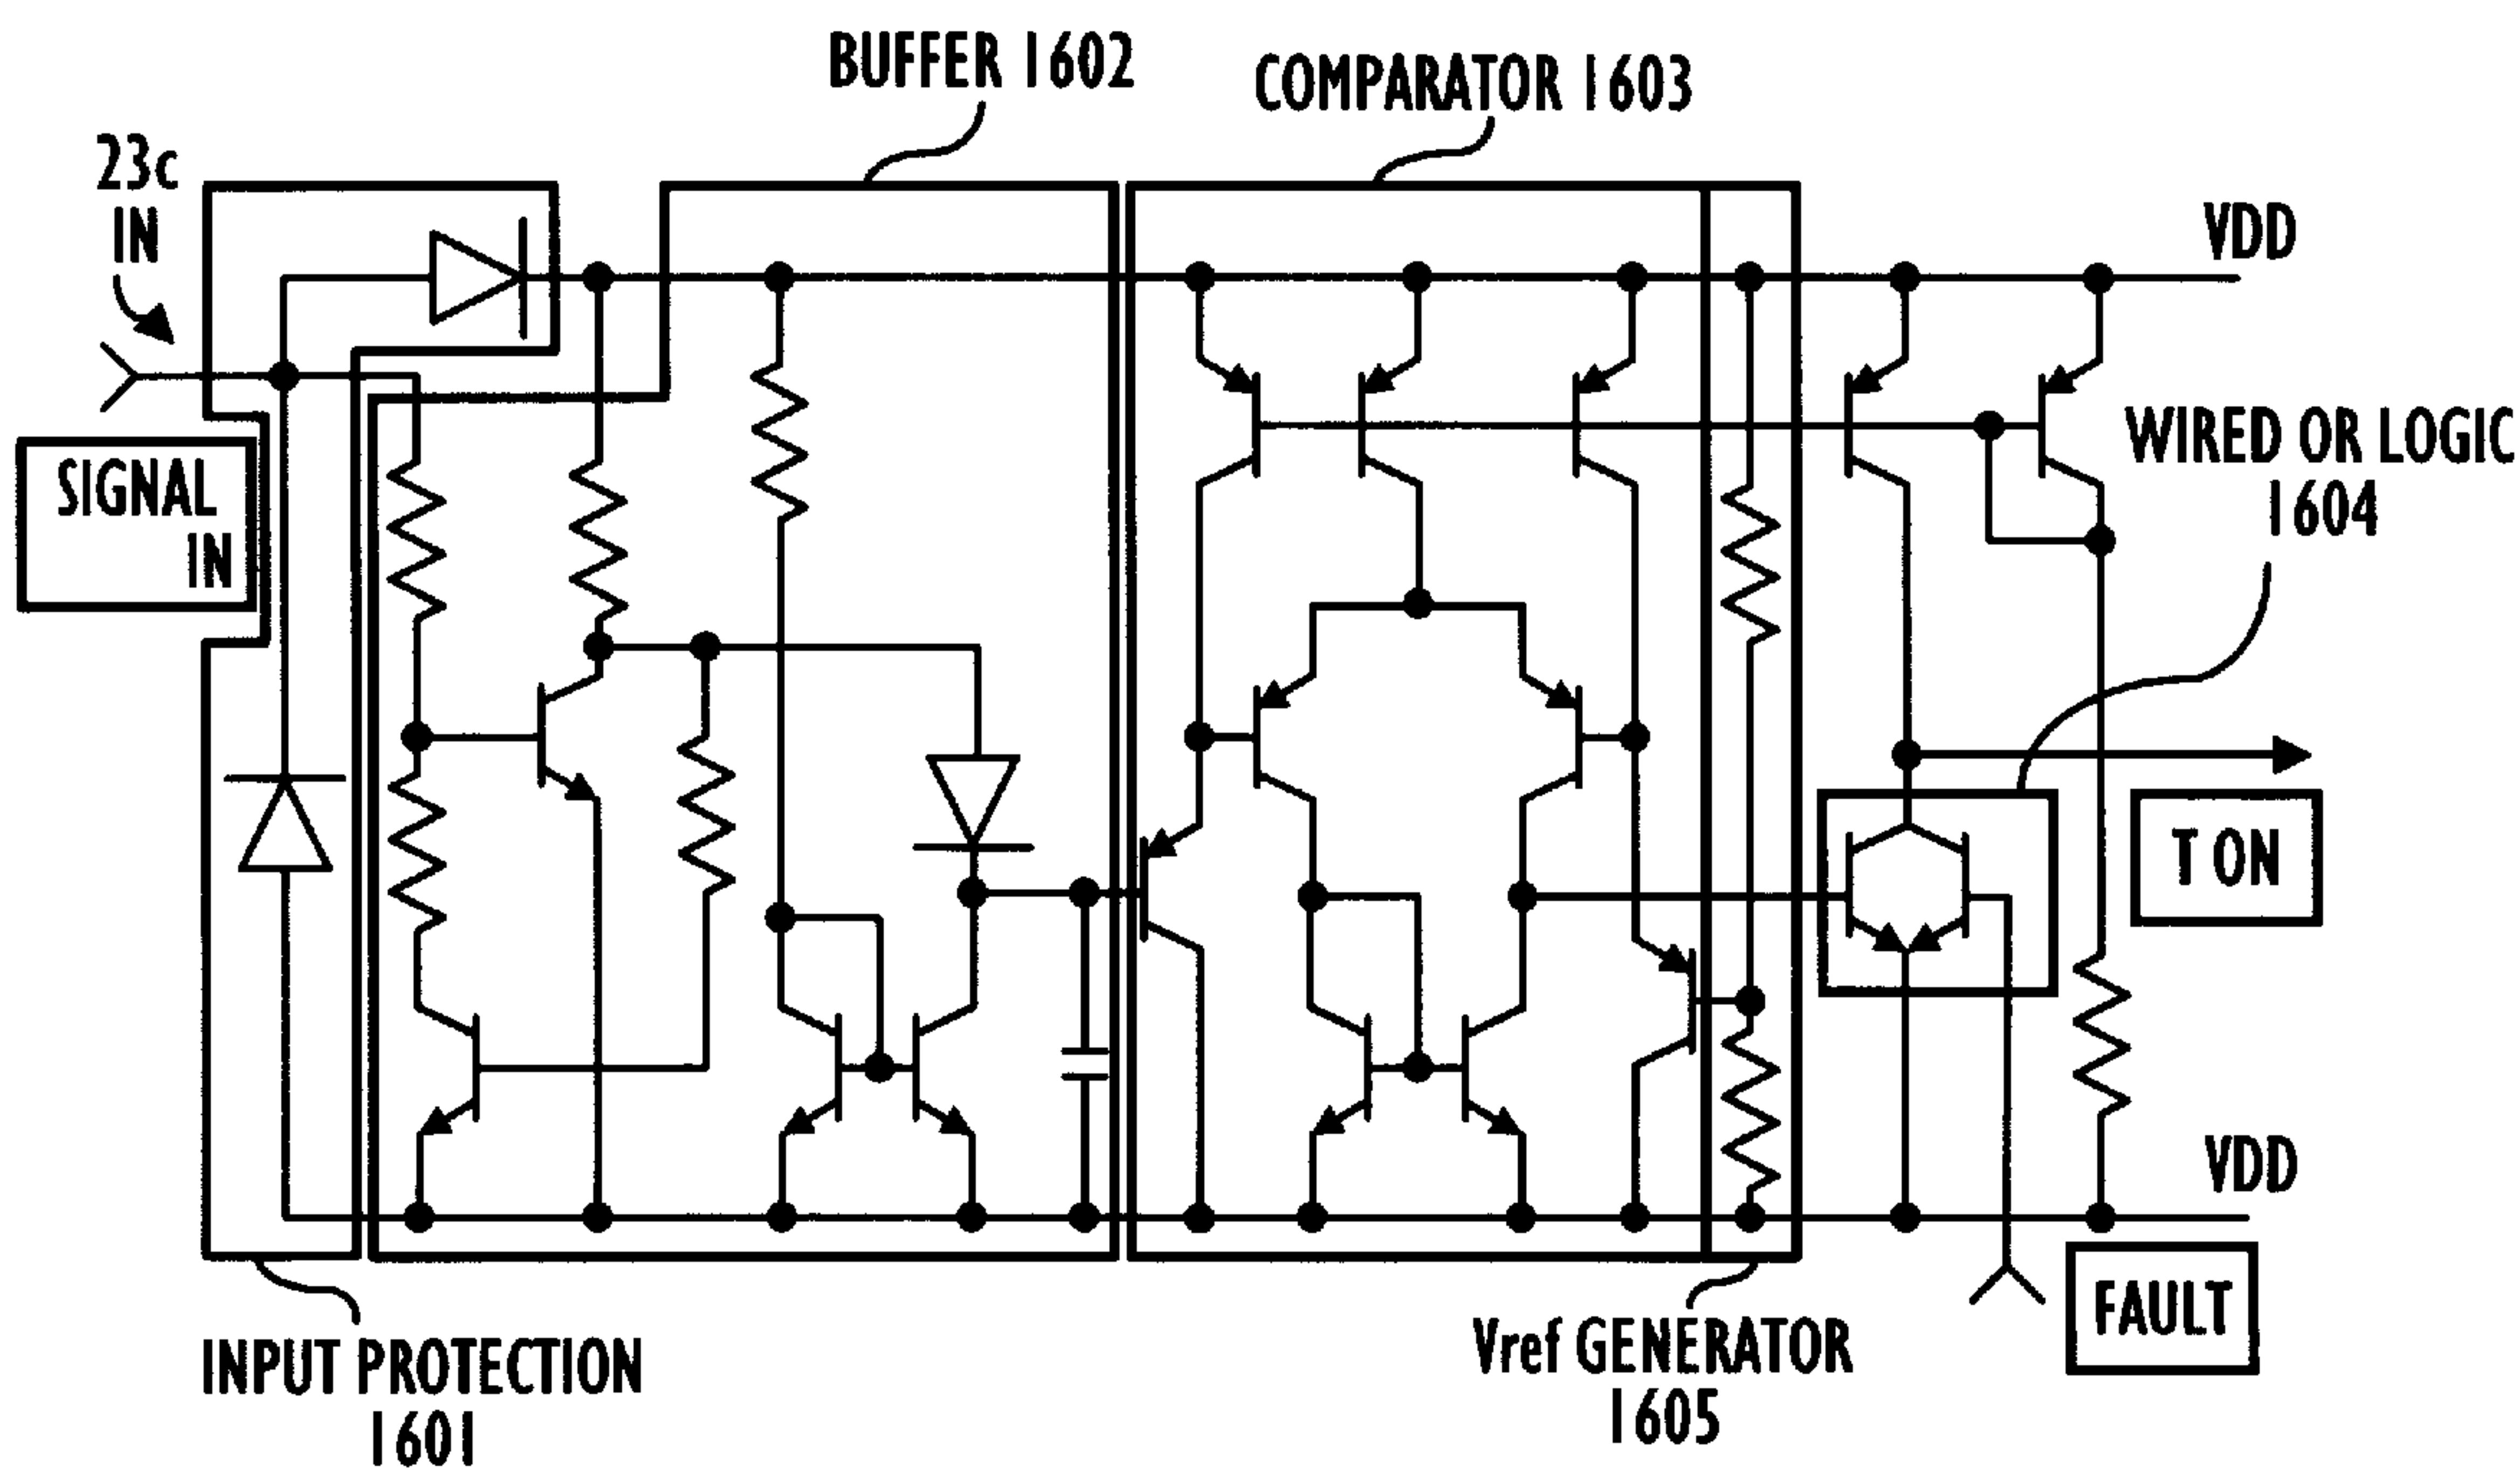 BUFFER 1602
COMPARATOR 1603
23c
IN
VDD
WIRED OR LOGIC
1604
SIGNAL
IN
T ON
VDD
FAULT
INPUT PROTECTION
1601
Vref GENERATOR
1605